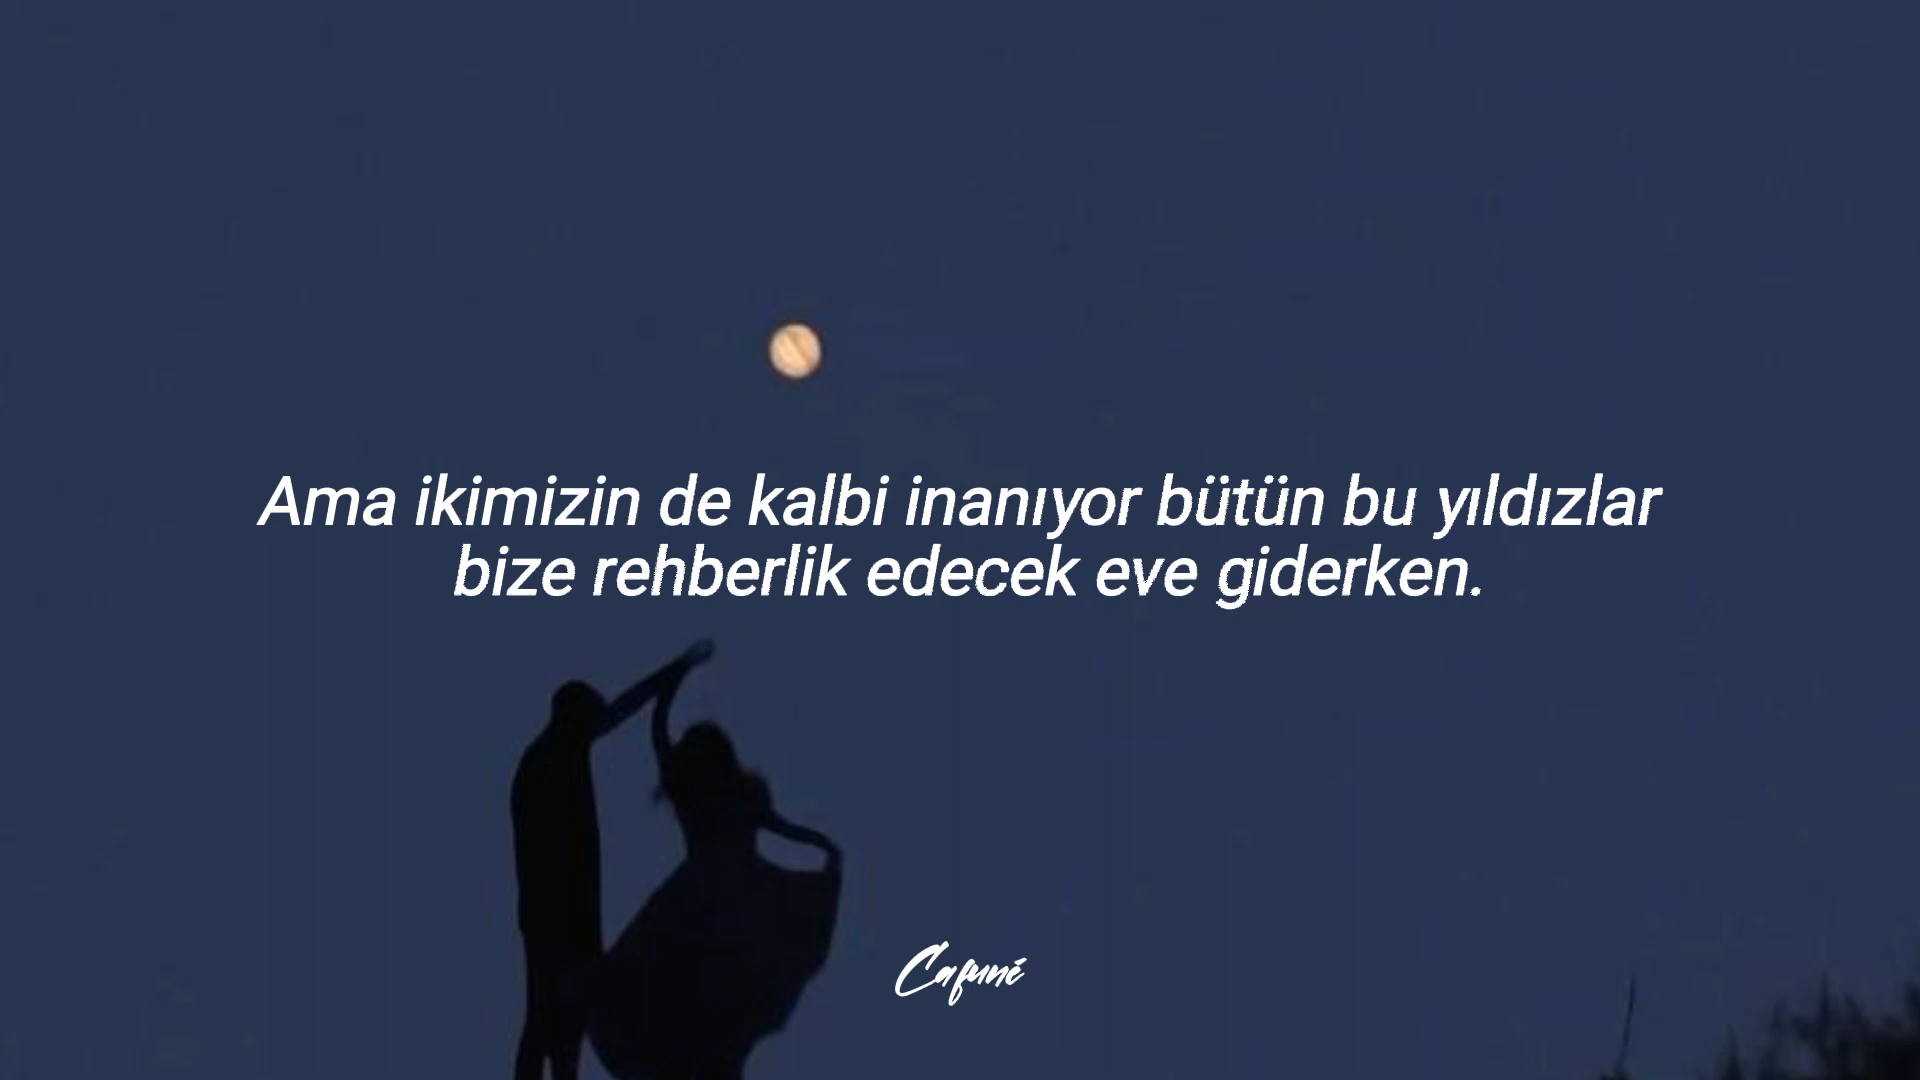 Ama ikimizin de kalbi inanıyor bütün bu yıldızlar
bize rehberlik edecek eve giderken.
Cafuné